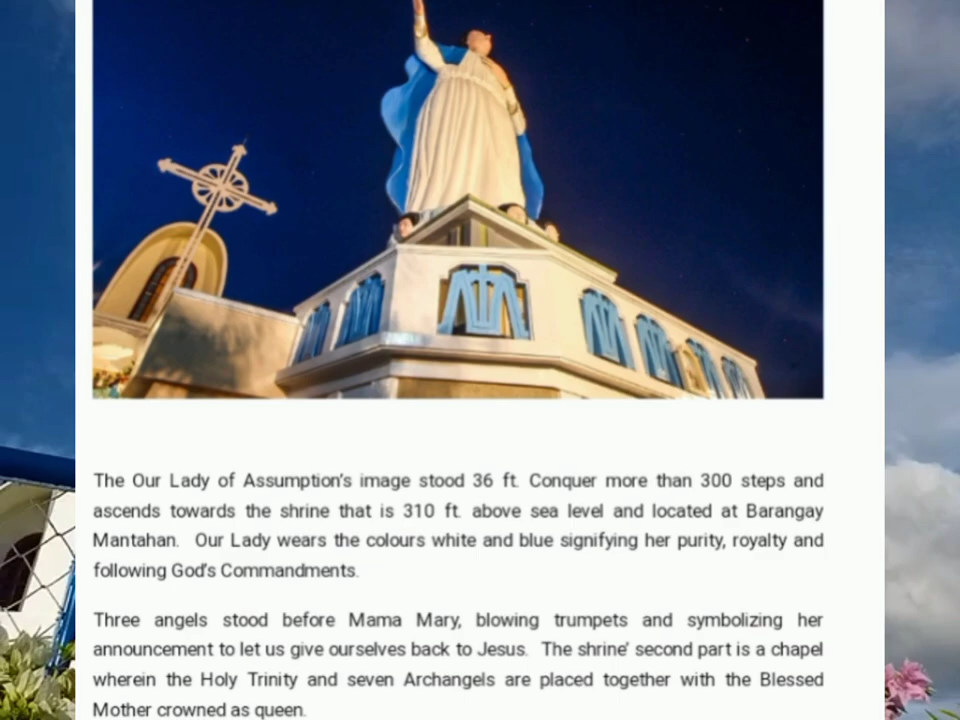 The Our Lady of Assumption's image stood 36 ft. Conquer more than 300 steps and
ascends towards the shrine that is 310 ft. above sea level and located at Barangay
Mantahan. Our Lady wears the colours white and blue signifying her purity, royalty and
following God's Commandments.
Three angels stood before Mama Mary, blowing trumpets and symbolizing her
announcement to let us give ourselves back to Jesus. The shrine' second part is a chapel
wherein the Holy Trinity and seven Archangels are placed together with the Blessed
Mother crowned as queen.